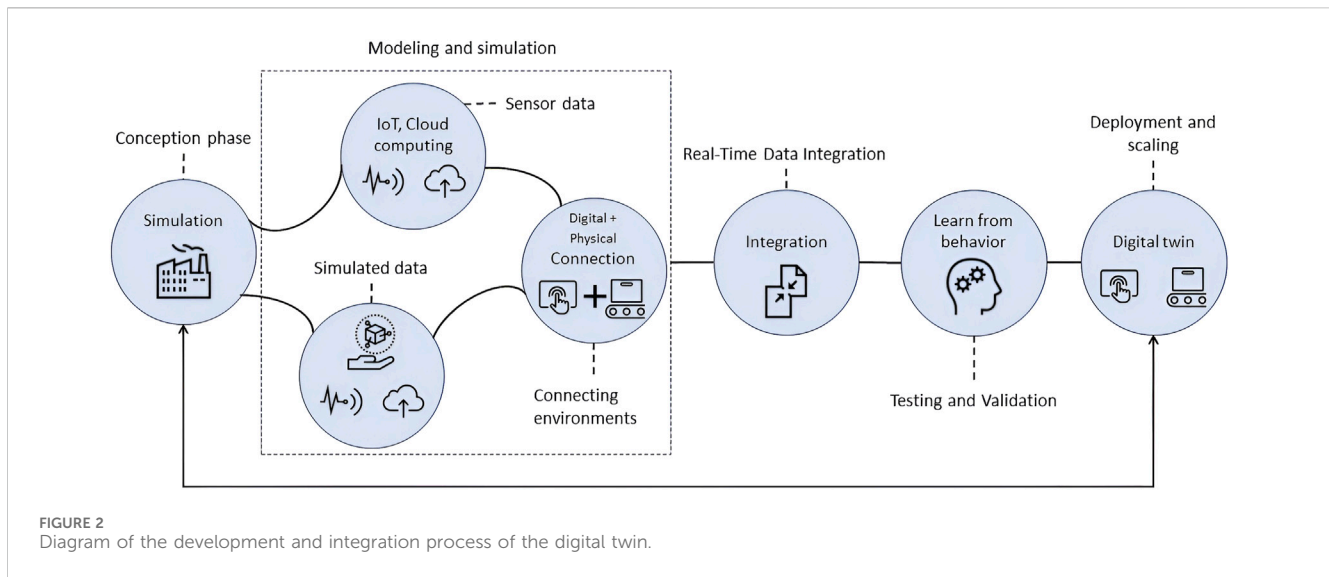 Modeling and simulation
Sensor data
IoT, Cloud
computing
Conception phase
Simulation
Simulated data
Digital +
Physical
Connection
Connecting
environments
Real-Time Data Integration
Integration
Learn from
behavior
Testing and Validation
Deployment and
scaling
Digital twin
FIGURE 2
Diagram of the development and integration process of the digital twin.